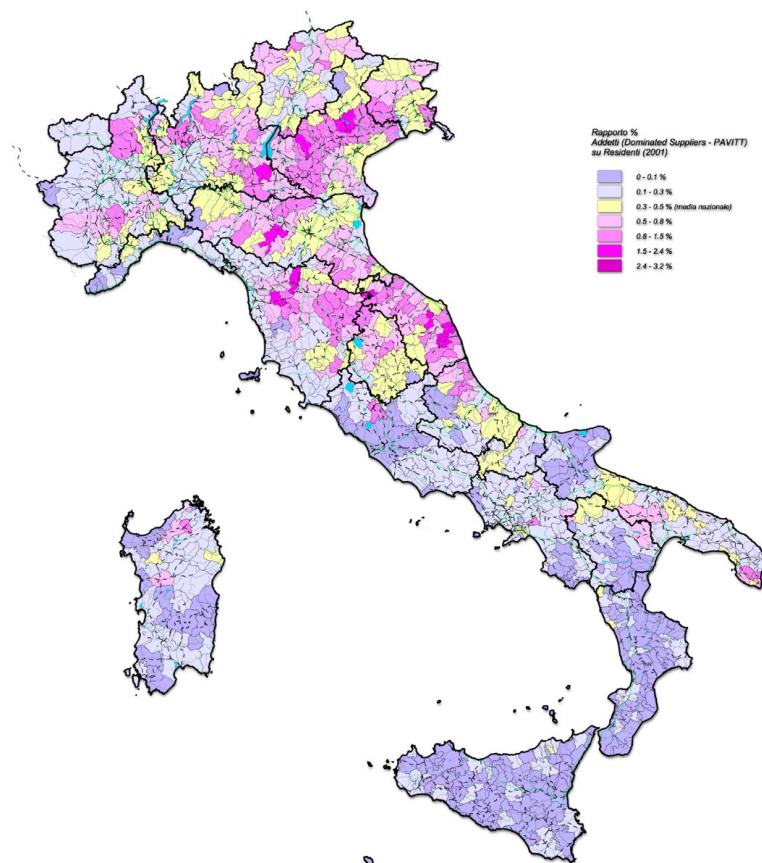 Rapporto %
Addetti (Dominated Suppliers - PAVITT)
su Residenti (2001)
0 - 0.1 %
0.1 - 0.3 %
0.3 - 0.5 % (media nazionale)
0.5 - 0.8 %
0.8 - 1.5 %
1.5 - 2.4 %
2.4 - 3.2 %